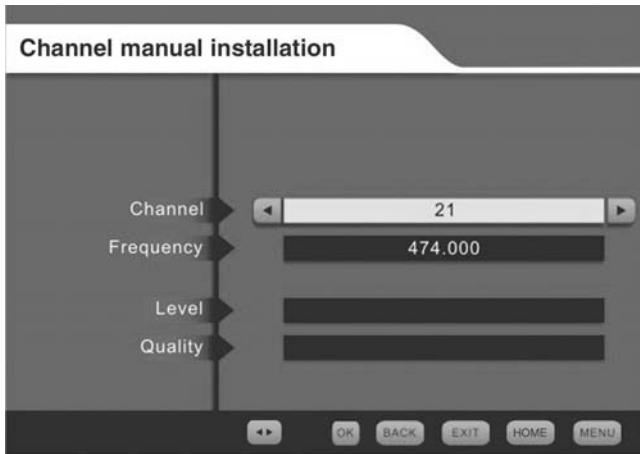 Channel manual installation
Channel 21
Frequency 474.000
Level
Quality
OK BACK EXIT HOME MENU